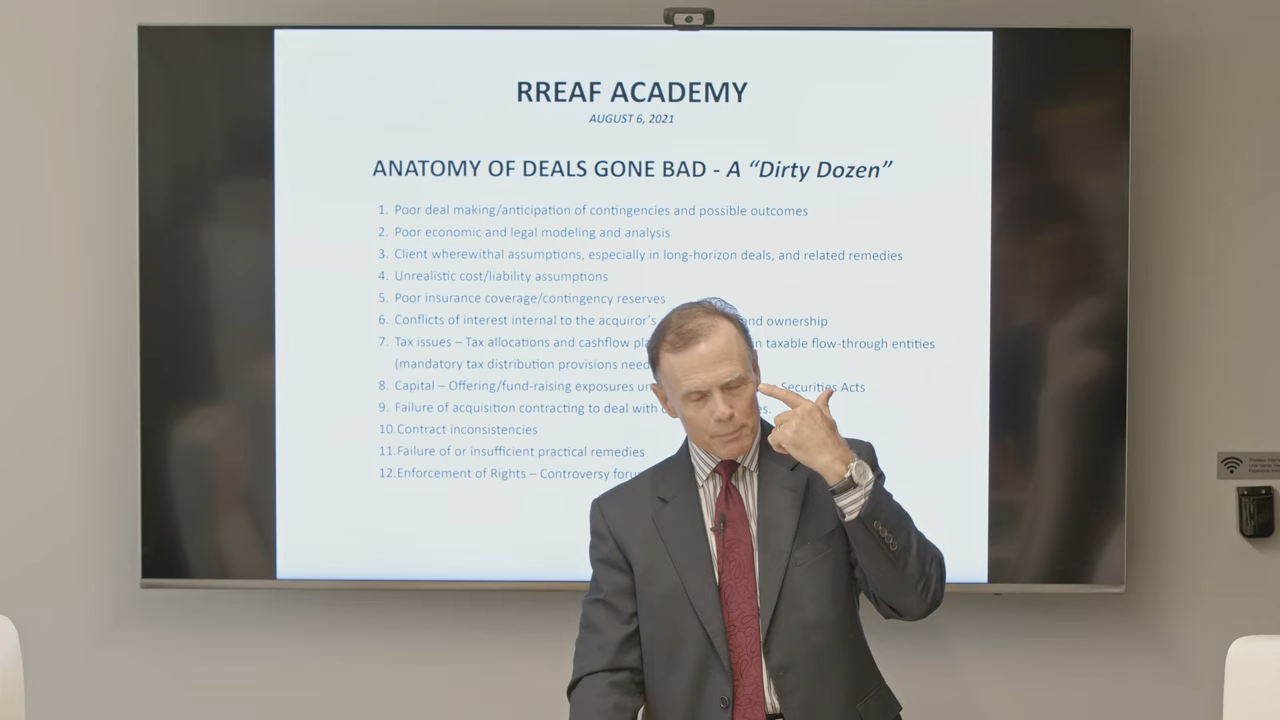 RREAF ACADEMY
AUGUST 6, 2021
ANATOMY OF DEALS GONE BAD - A “Dirty Dozen”
1. Poor deal making/anticipation of contingencies and possible outcomes
2. Poor economic and legal modeling and analysis
3. Client wherewithal assumptions, especially in long-horizon deals, and related remedies
4. Unrealistic cost/liability assumptions
5. Poor insurance coverage/contingency reserves
6. Conflicts of interest internal to the acquiror’s and ownership
7. Tax issues – Tax allocations and cashflow in taxable flow-through entities
(mandatory tax distribution provisions
8. Capital – Offering/fund-raising exposures Securities Acts
9. Failure of acquisition contracting to deal with
10.Contract inconsistencies
11.Failure of or insufficient practical remedies
12.Enforcement of Rights – Controversy